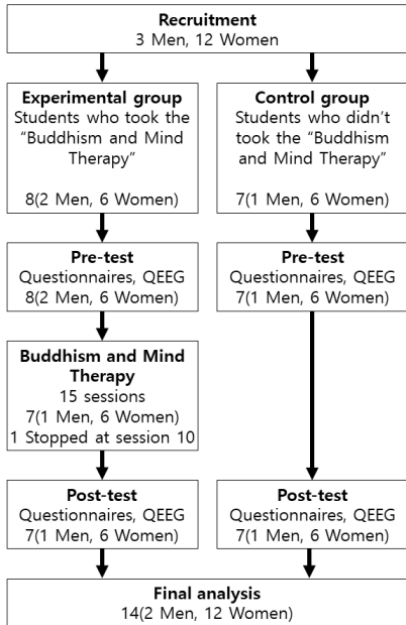 Recruitment
3 Men, 12 Women
Experimental group
Students who took the
“Buddhism and Mind
Therapy”
8(2 Men, 6 Women)
Control group
Students who didn’t
took the “Buddhism
and Mind Therapy”
7(1 Men, 6 Women)
Pre-test
Questionnaires, QEEG
8(2 Men, 6 Women)
Pre-test
Questionnaires, QEEG
7(1 Men, 6 Women)
Buddhism and Mind
Therapy
15 sessions
7(1 Men, 6 Women)
1 Stopped at session 10
Post-test
Questionnaires, QEEG
7(1 Men, 6 Women)
Post-test
Questionnaires, QEEG
7(1 Men, 6 Women)
Final analysis
14(2 Men, 12 Women)